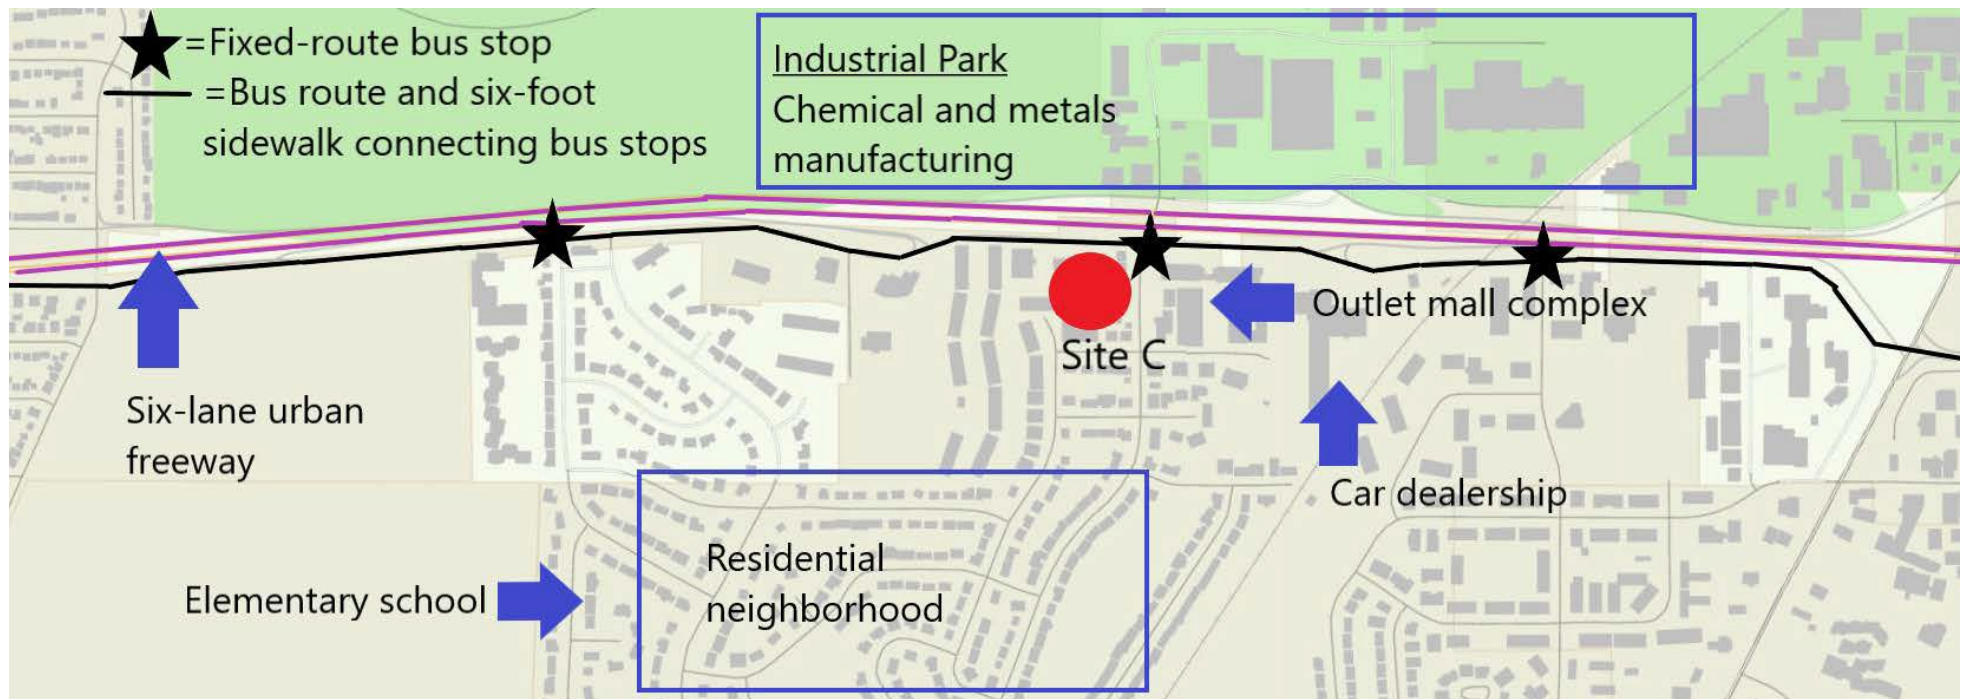 =Fixed-route bus stop
=Bus route and six-foot
sidewalk connecting bus stops
Industrial Park
Chemical and metals
manufacturing
Outlet mall complex
Site C
Six-lane urban
freeway
Car dealership
Residential
neighborhood
Elementary school